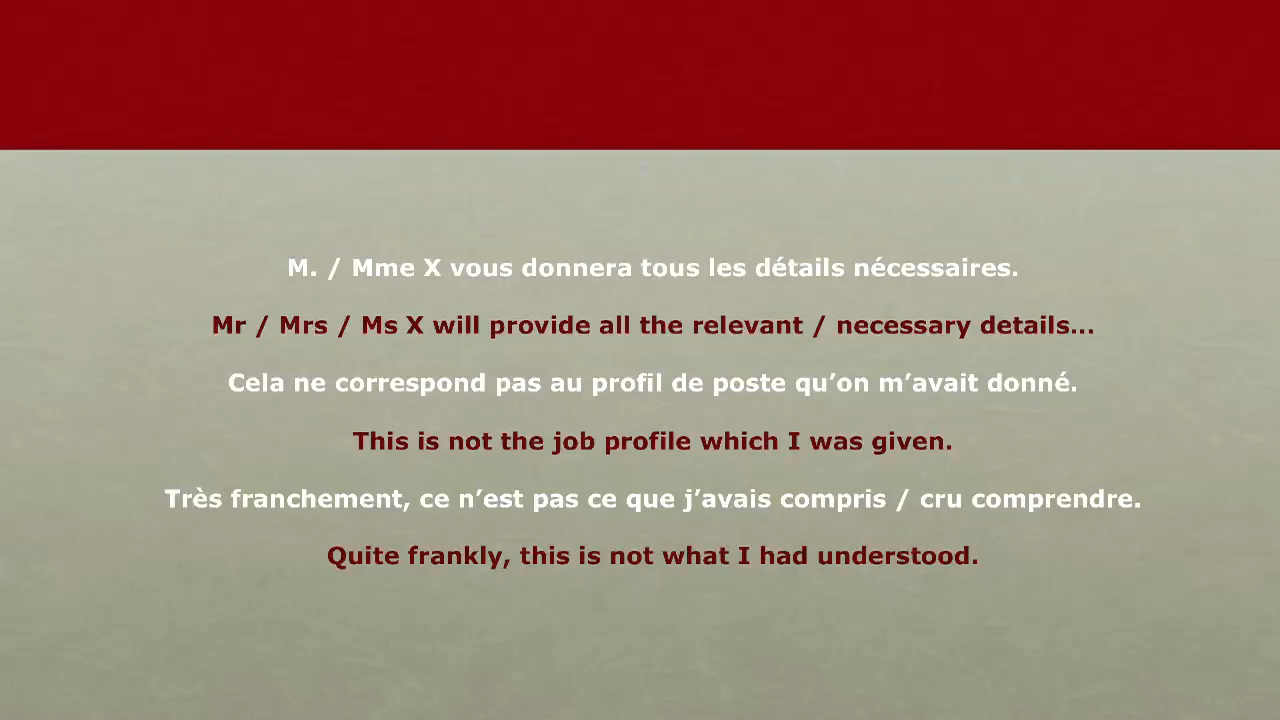 M. / Mme X vous donnera tous les détails nécessaires.
Mr / Mrs / Ms X will provide all the relevant / necessary details...
Cela ne correspond pas au profil de poste qu’on m’avait donné.
This is not the job profile which I was given.
Très franchement, ce n’est pas ce que j’avais compris / cru comprendre.
Quite frankly, this is not what I had understood.